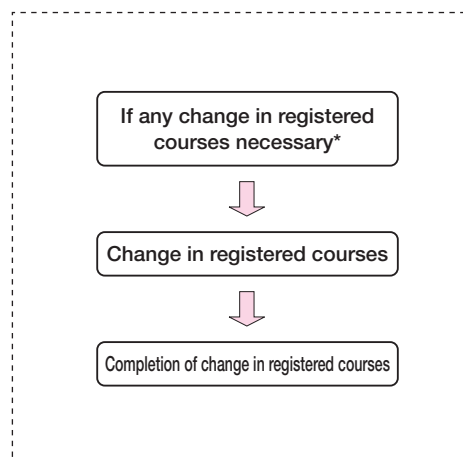 If any change in registered
courses necessary*
Change in registered courses
Completion of change in registered courses